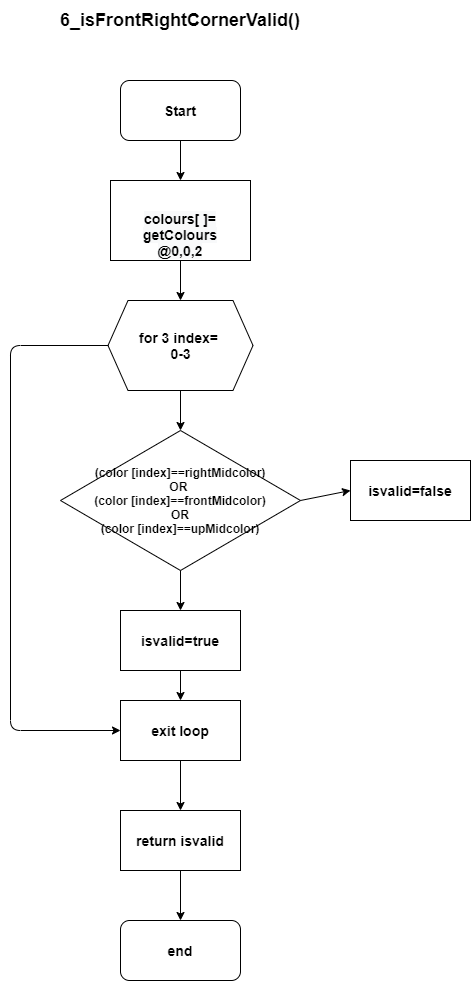 6_isFrontRightCornerValid()
Start
colours[ ]=
getColours
@0,0,2
for 3 index=
0-3
(color [index]==rightMidcolor)
OR
(color [index]==frontMidcolor)
OR
(color [index]==upMidcolor)
isvalid=false
isvalid=true
exit loop
return isvalid
end